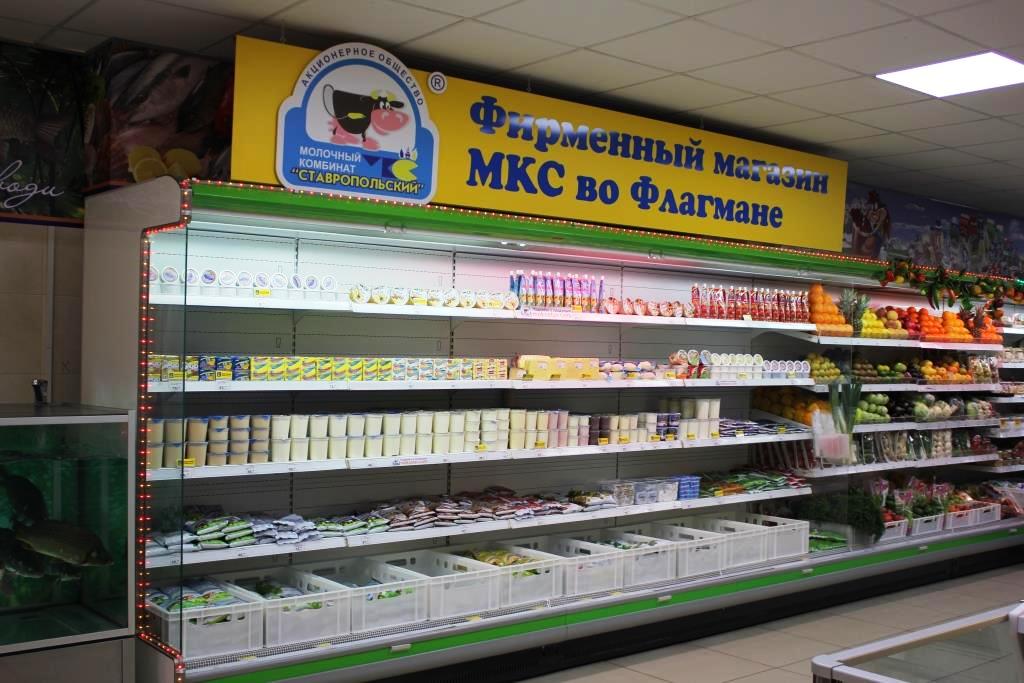 АКЦИОНЕРНОЕ ОБЩЕСТВО
®
МОЛОЧНЫЙ
КОМБИНАТ
"СТАВРОПОЛЬСКИЙ"
Фирменный магазин
МКС во Флагмане